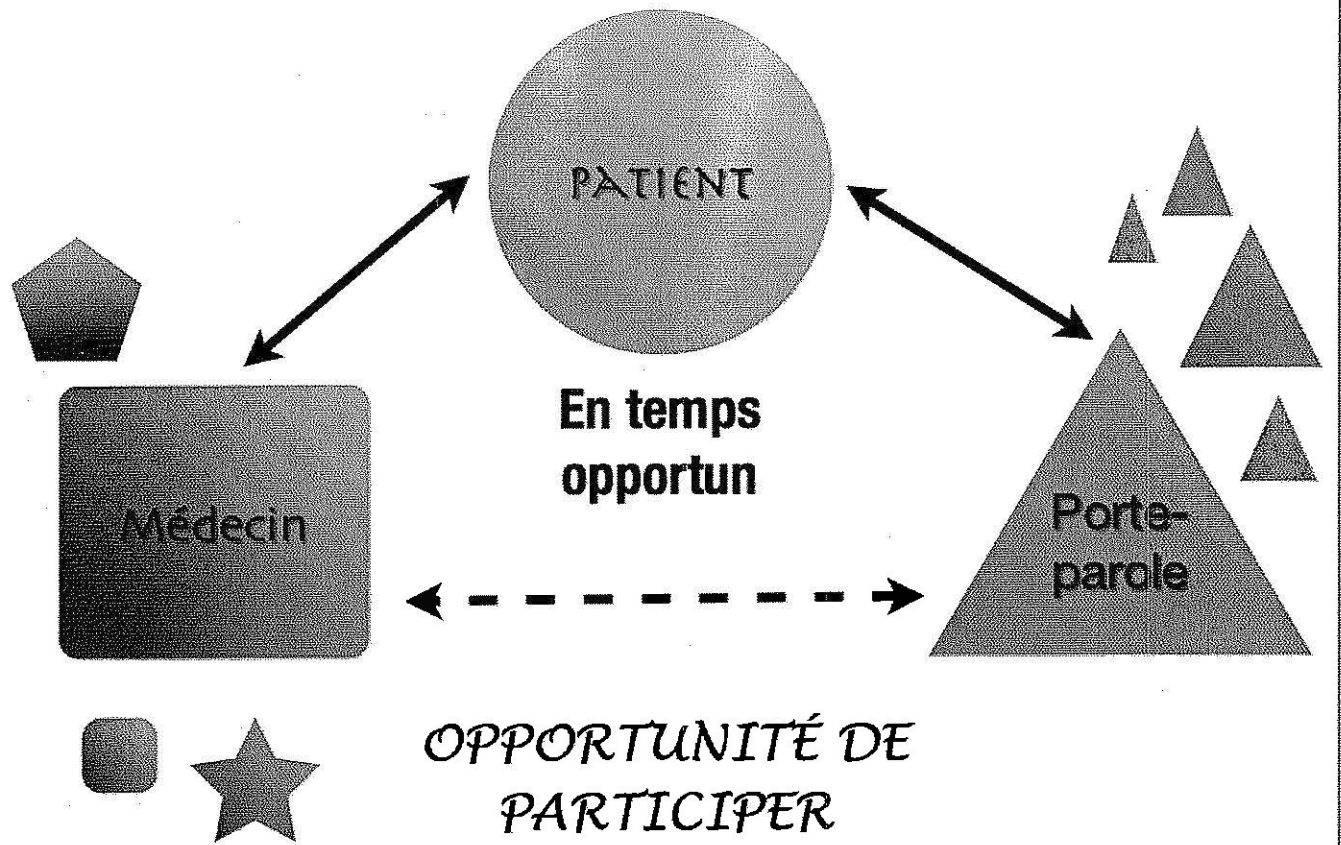 PATIENT
En temps
opportun
Médecin
Porte-
parole
OPPORTUNITÉ DE
PARTICIPER